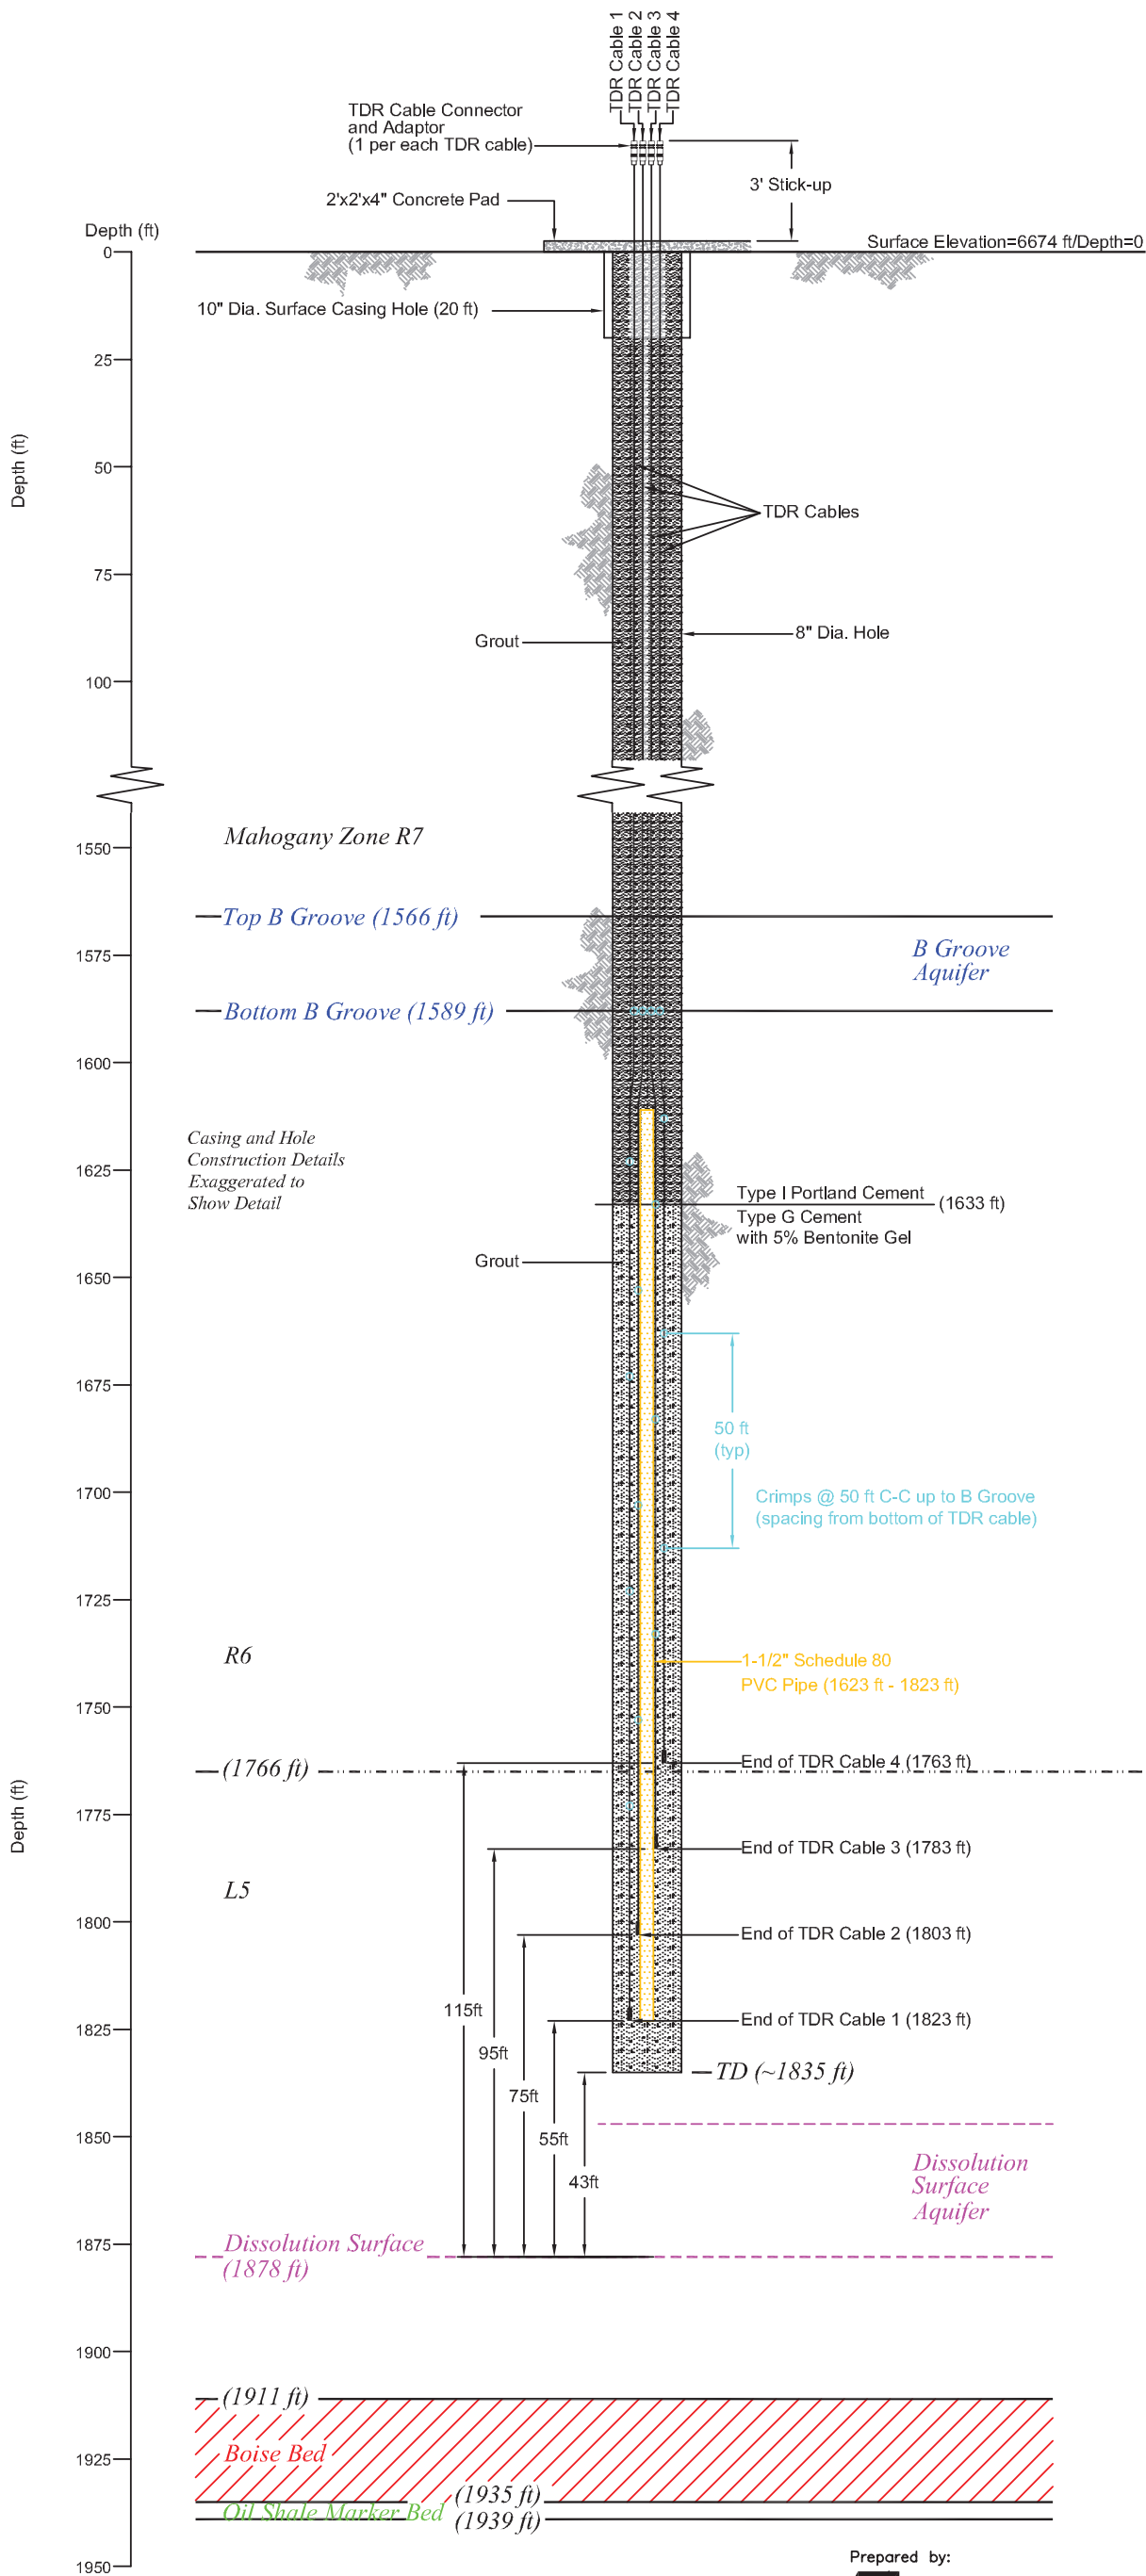 TDR Cable 1
TDR Cable 2
TDR Cable 3
TDR Cable 4
TDR Cable Connector
and Adaptor
(1 per each TDR cable)
3' Stick-up
2'x2'x4" Concrete Pad
Depth (ft)
Surface Elevation=6674 ft/Depth=0
0
10" Dia. Surface Casing Hole (20 ft)
25
Depth (ft)
50
TDR Cables
75
8" Dia. Hole
Grout
100
Mahogany Zone R7
1550
Top B Groove (1566 ft)
B Groove
Aquifer
1575
Bottom B Groove (1589 ft)
1600
Casing and Hole
Construction Details
Exaggerated to
Show Detail
1625
Type I Portland Cement
(1633 ft)
Type G Cement
with 5% Bentonite Gel
Grout
1650
1675
50 ft
(typ)
1700
Crimps @ 50 ft C-C up to B Groove
(spacing from bottom of TDR cable)
1725
R6
1-1/2" Schedule 80
PVC Pipe (1623 ft - 1823 ft)
1750
End of TDR Cable 4 (1763 ft)
(1766 ft)
Depth (ft)
1775
End of TDR Cable 3 (1783 ft)
L5
1800
End of TDR Cable 2 (1803 ft)
115ft
End of TDR Cable 1 (1823 ft)
1825
95ft
TD (~1835 ft)
75ft
1850
55ft
43ft
Dissolution
Surface
Aquifer
1875
Dissolution Surface
(1878 ft)
1900
(1911 ft)
Boise Bed
1925
(1935 ft)
Oil Shale Marker Bed
(1939 ft)
1950
Prepared by: